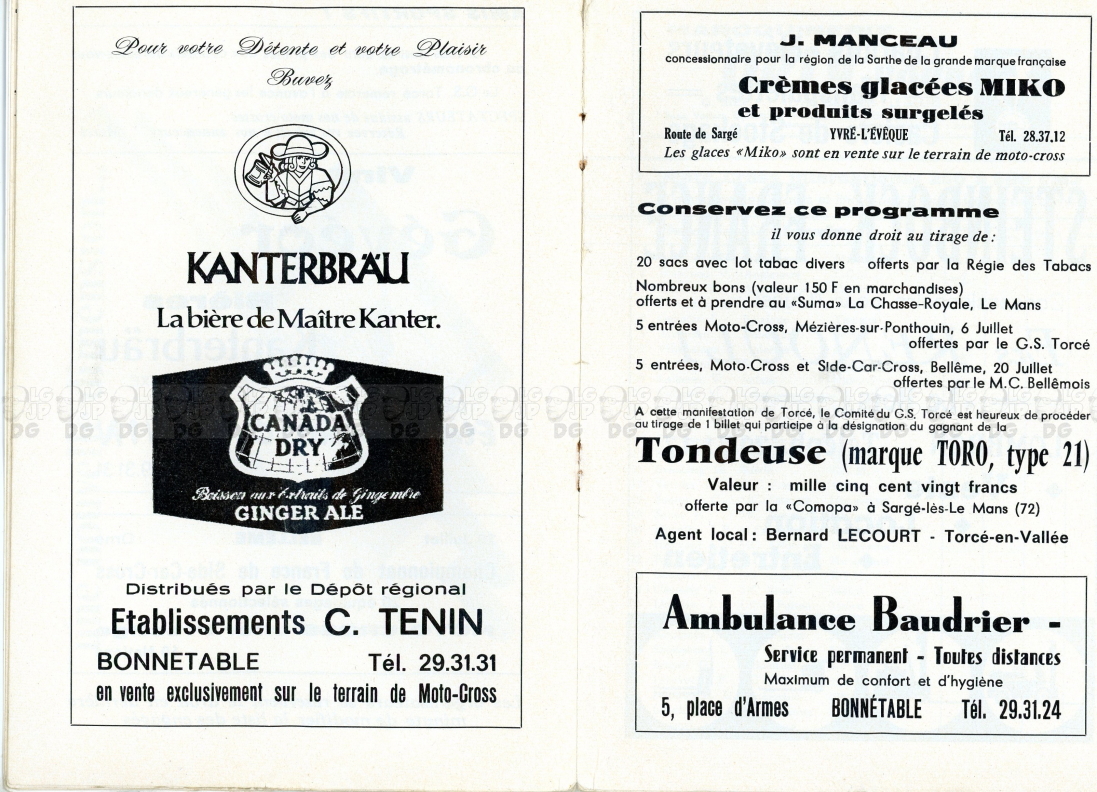 Pour votre Détente et votre Plaisir
Buvez
KANTERBRÄU
La bière de Maître Kanter.
CANADA
DRY
Boisson aux Extraits de Gingembre
GINGER ALE
Distribués par le Dépôt régional
Etablissements C. TENIN
BONNETABLE Tél. 29.31.31
en vente exclusivement sur le terrain de Moto-Cross
J. MANCEAU
concessionnaire pour la région de la Sarthe de la grande marque française
Crèmes glacées MIKO
et produits surgelés
Route de Sargé YVRÉ-L'ÉVÊQUE Tél. 28.37.12
Les glaces «Miko» sont en vente sur le terrain de moto-cross
Conservez ce programme
il vous donne droit au tirage de :
20 sacs avec lot tabac divers offerts par la Régie des Tabacs
Nombreux bons (valeur 150 F en marchandises)
offerts et à prendre au «Suma» La Chasse-Royale, Le Mans
5 entrées Moto-Cross, Mézières-sur-Ponthouin, 6 Juillet
offertes par le G.S. Torcé
5 entrées, Moto-Cross et Side-Car-Cross, Bellême, 20 Juillet
offertes par le M.C. Bellêmois
A cette manifestation de Torcé, le Comité du G.S, Torcé est heureux de procéder
au tirage de 1 billet qui participe à la désignation du gagnant de la
Tondeuse (marque TORO, type 21)
Valeur : mille cinq cent vingt francs
offerte par la «Comopa» à Sargé-lès-Le Mans (72)
Agent local : Bernard LECOURT - Torcé-en-Vallée
Ambulance Baudrier -
Service permanent - Toutes distances
Maximum de confort et d'hygiène
5, place d'Armes BONNÉTABLE Tél. 29.31.24